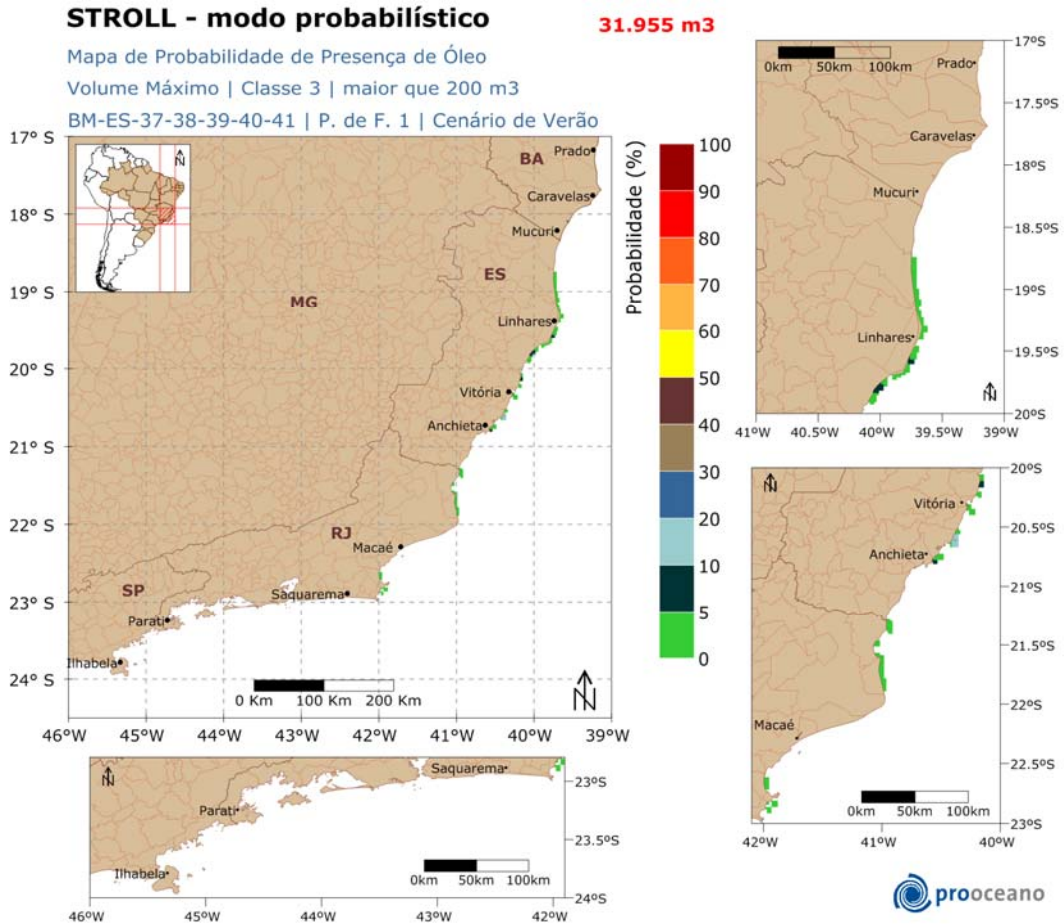 STROLL - modo probabilístico
31.955 m3
Mapa de Probabilidade de Presença de Óleo
Volume Máximo | Classe 3 | maior que 200 m3
BM-ES-37-38-39-40-41 | P. de F. 1 | Cenário de Verão
17° S
18° S
19° S
20° S
21° S
22° S
23° S
24° S
46°W
45°W
44°W
43°W
42°W
41°W
40°W
39°W
N
BA
Prado
Caravelas
Mucuri
ES
MG
Linhares
Vitória
Anchieta
RJ
Macaé
SP
Saquarema
Parati
Ilhabela
0 Km 100 Km 200 Km
N
Probabilidade (%)
100
90
80
70
60
50
40
30
20
10
5
0
0km 50km 100km
Prado
Caravelas
Mucuri
Linhares
N
17°S
17.5°S
18°S
18.5°S
19°S
19.5°S
20°S
41°W
40.5°W
40°W
39.5°W
39°W
N
Vitória
Anchieta
Macaé
0km 50km 100km
20°S
20.5°S
21°S
21.5°S
22°S
22.5°S
23°S
42°W
41°W
40°W
N
Saquarema
Parati
Ilhabela
0km 50km 100km
23°S
23.5°S
24°S
46°W
45°W
44°W
43°W
42°W
prooceano